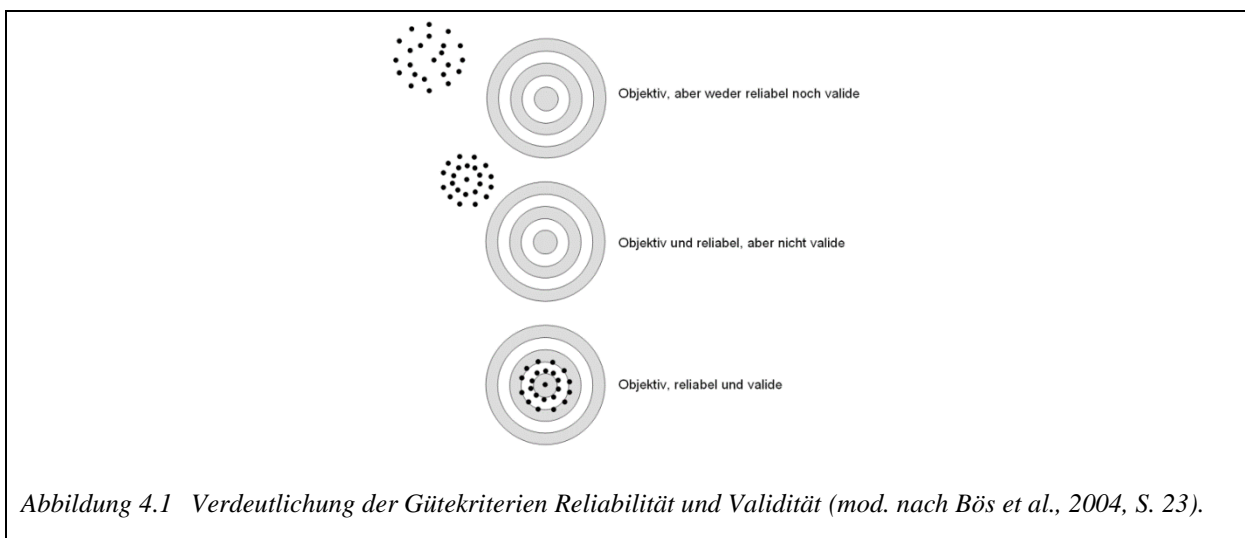 Objektiv, aber weder reliabel noch valide
Objektiv und reliabel, aber nicht valide
Objektiv, reliabel und valide
Abbildung 4.1 Verdeutlichung der Gütekriterien Reliabilität und Validität (mod. nach Bös et al., 2004, S. 23).